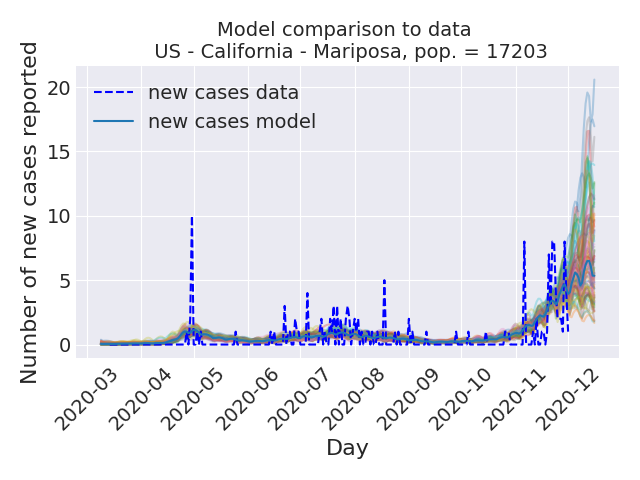 Model comparison to data
US - California - Mariposa, pop. = 17203
Number of new cases reported
20
15
10
5
0
new cases data
new cases model
2020-03
2020-04
2020-05
2020-06
2020-07
2020-08
2020-09
2020-10
2020-11
2020-12
Day